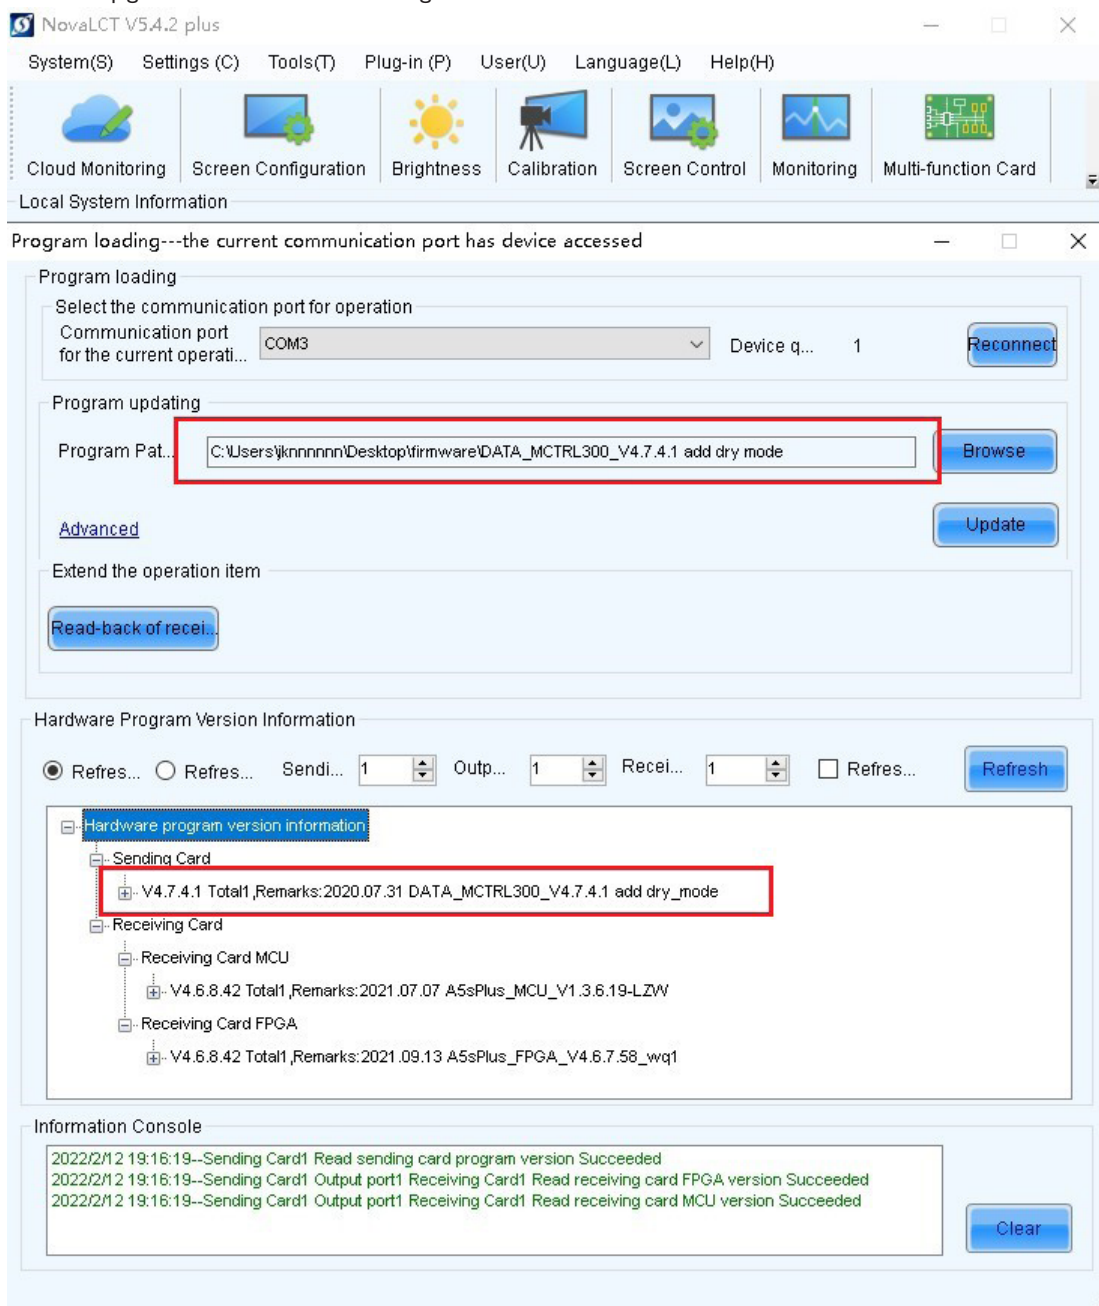 NovaLCT V5.4.2 plus
System(S) Settings (C) Tools(T) Plug-in (P) User(U) Language(L) Help(H)
Cloud Monitoring Screen Configuration Brightness Calibration Screen Control Monitoring Multi-function Card
Local System Information
Program loading---the current communication port has device accessed
Program loading
Select the communication port for operation
Communication port
for the current operati... COM3 Device q... 1 Reconnect
Program updating
Program Pat... C:\Users\jknnnnnn\Desktop\firmware\DATA_MCTRL300_V4.7.4.1 add dry mode Browse
Advanced Update
Extend the operation item
Read-back of recei...
Hardware Program Version Information
Refres... Refres... Sendi... 1 Outp... 1 Recei... 1 Refres... Refresh
Hardware program version information
Sending Card
V4.7.4.1 Total1 ,Remarks:2020.07.31 DATA_MCTRL300_V4.7.4.1 add dry_mode
Receiving Card
Receiving Card MCU
V4.6.8.42 Total1 ,Remarks:2021.07.07 A5sPlus_MCU_V1.3.6.19-LZW
Receiving Card FPGA
V4.6.8.42 Total1 ,Remarks:2021.09.13 A5sPlus_FPGA_V4.6.7.58_wq1
Information Console
2022/2/12 19:16:19--Sending Card1 Read sending card program version Succeeded
2022/2/12 19:16:19--Sending Card1 Output port1 Receiving Card1 Read receiving card FPGA version Succeeded
2022/2/12 19:16:19--Sending Card1 Output port1 Receiving Card1 Read receiving card MCU version Succeeded
Clear